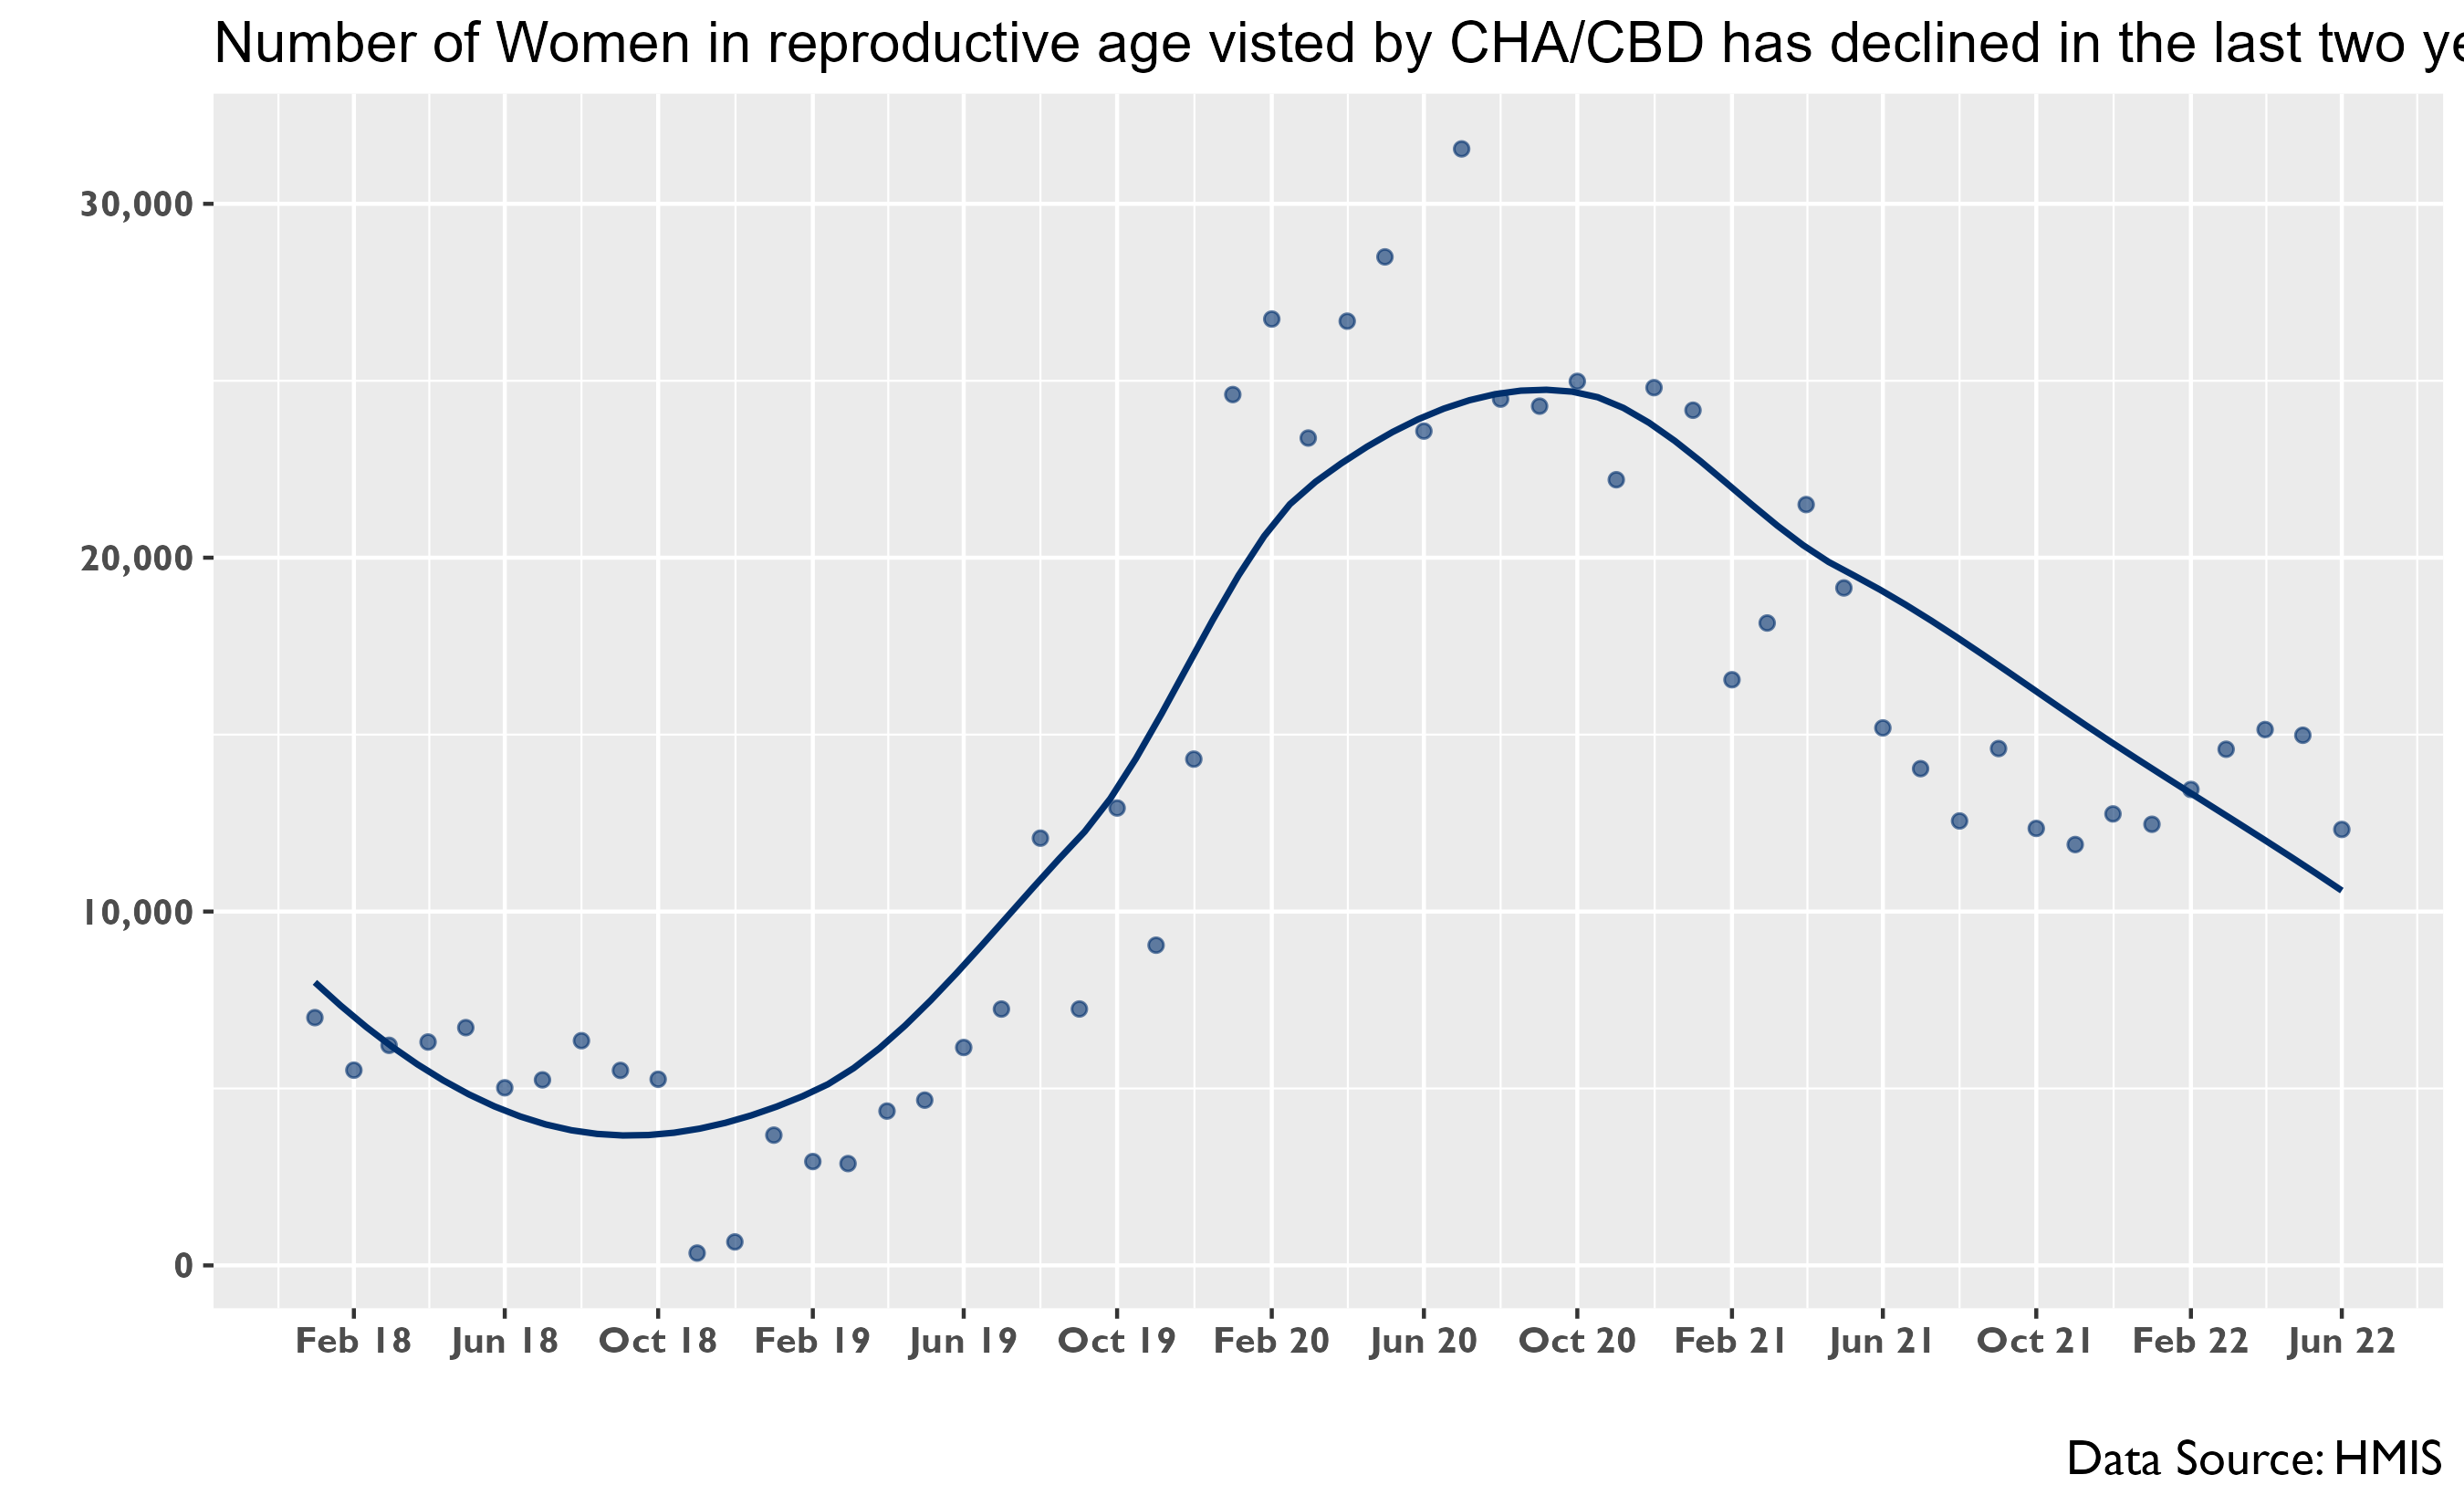 Number of Women in reproductive age visted by CHA/CBD has declined in the last two ye
30,000
20,000
10,000
0
Feb 18 Jun 18 Oct 18 Feb 19 Jun 19 Oct 19 Feb 20 Jun 20 Oct 20 Feb 21 Jun 21 Oct 21 Feb 22 Jun 22
Data Source: HMIS